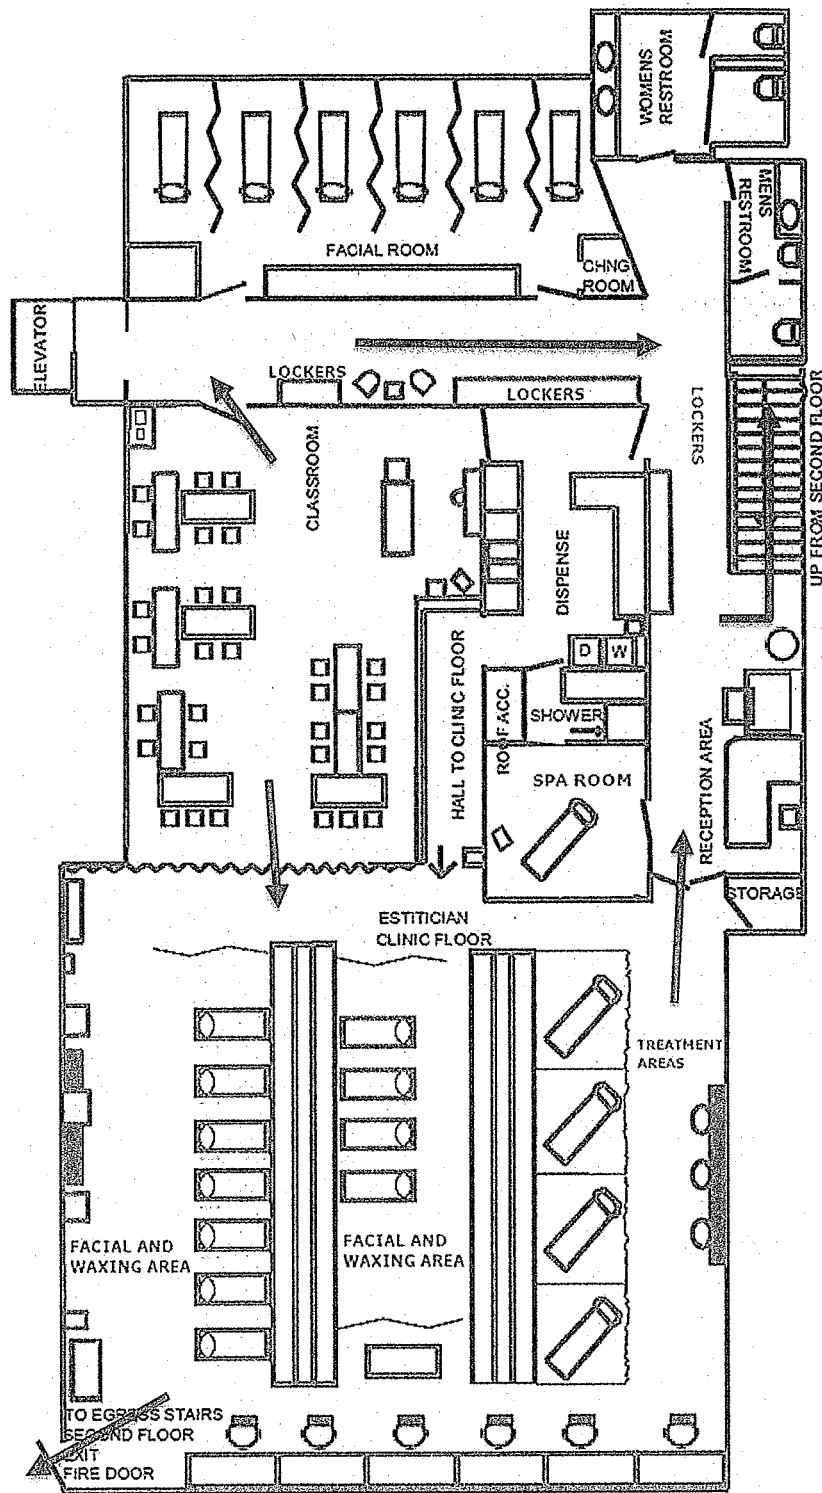 WOMENS
RESTROOM
MENS
RESTROOM
FACIAL ROOM
CHNG
ROOM
ELEVATOR
LOCKERS
LOCKERS
LOCKERS
CLASSROOM
UP FROM SECOND FLOOR
DISPENSE
D
W
HALL TO CLINIC FLOOR
ROOF ACC.
SHOWER
SPA ROOM
RECEPTION AREA
STORAGE
ESTITICIAN
CLINIC FLOOR
TREATMENT
AREAS
FACIAL AND
WAXING AREA
FACIAL AND
WAXING AREA
TO EGRESS STAIRS
SECOND FLOOR
EXIT
FIRE DOOR